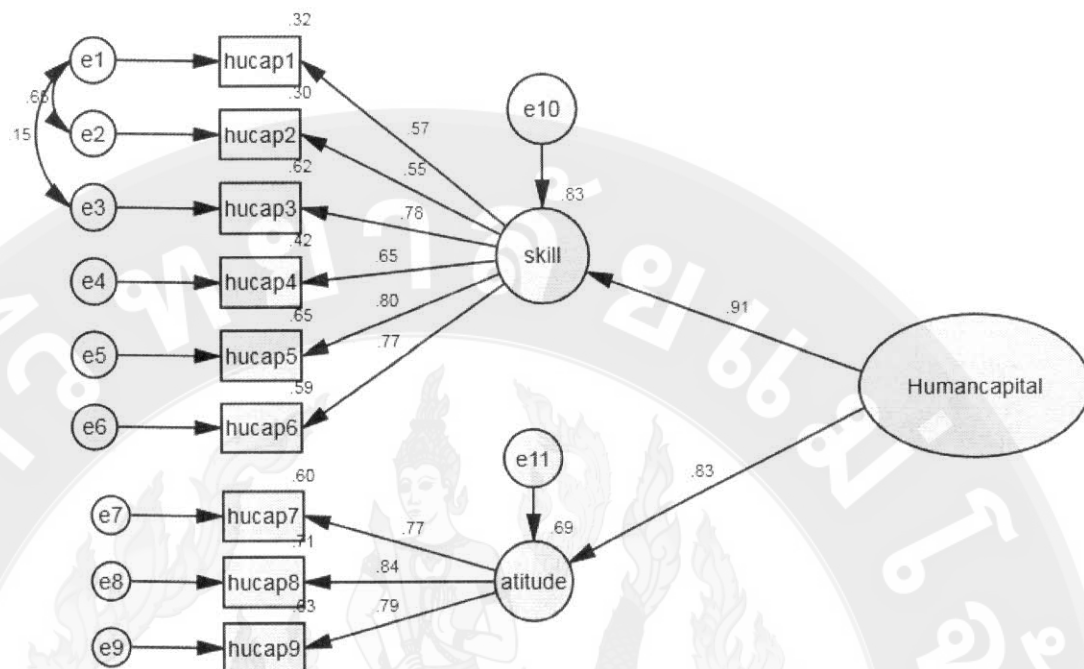 .32
e1
hucap1
.66
.30
e10
.57
.15
e2
hucap2
.55
.62
.83
e3
hucap3
.78
.42
skill
e4
hucap4
.65
.65
.80
.91
e5
hucap5
.77
.59
Humancapital
e6
hucap6
e11
.60
.83
e7
hucap7
.77
.69
.71
e8
hucap8
.84
atitude
.63
.79
e9
hucap9